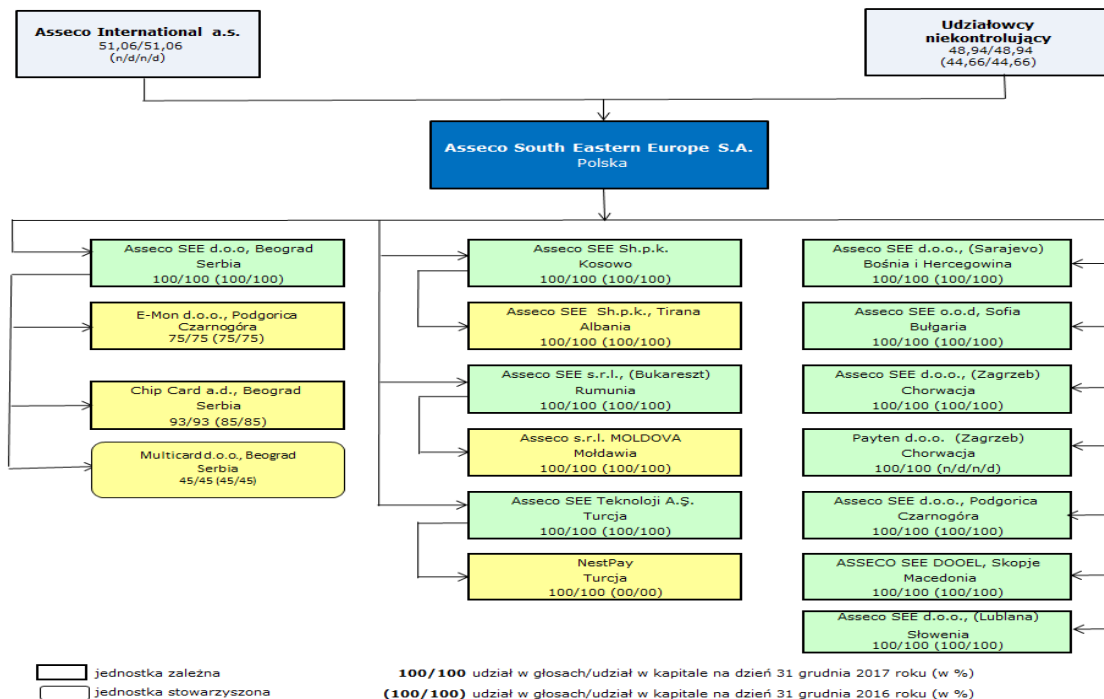 Asseco International a.s.
51,06/51,06
(n/d/n/d)
Udziałowcy
niekontrolujący
48,94/48,94
(44,66/44,66)
Asseco South Eastern Europe S.A.
Polska
Asseco SEE d.o.o, Beograd
Serbia
100/100 (100/100)
E-Mon d.o.o., Podgorica
Czarnogóra
75/75 (75/75)
Chip Card a.d., Beograd
Serbia
93/93 (85/85)
Multicard d.o.o., Beograd
Serbia
45/45 (45/45)
Asseco SEE Sh.p.k.
Kosowo
100/100 (100/100)
Asseco SEE Sh.p.k., Tirana
Albania
100/100 (100/100)
Asseco SEE s.r.l., (Bukareszt)
Rumunia
100/100 (100/100)
Asseco s.r.l. MOLDOVA
Mołdawia
100/100 (100/100)
Asseco SEE Teknoloji A.Ş.
Turcja
100/100 (100/100)
NestPay
Turcja
100/100 (00/00)
Asseco SEE d.o.o., (Sarajevo)
Bośnia i Hercegowina
100/100 (100/100)
Asseco SEE o.o.d, Sofia
Bułgaria
100/100 (100/100)
Asseco SEE d.o.o., (Zagrzeb)
Chorwacja
100/100 (100/100)
Payten d.o.o. (Zagrzeb)
Chorwacja
100/100 (n/d/n/d)
Asseco SEE d.o.o., Podgorica
Czarnogóra
100/100 (100/100)
ASSECO SEE DOOEL, Skopje
Macedonia
100/100 (100/100)
Asseco SEE d.o.o., (Lublana)
Słowenia
100/100 (100/100)
jednostka zależna
jednostka stowarzyszona
100/100 udział w głosach/udział w kapitale na dzień 31 grudnia 2017 roku (w %)
(100/100) udział w głosach/udział w kapitale na dzień 31 grudnia 2016 roku (w %)